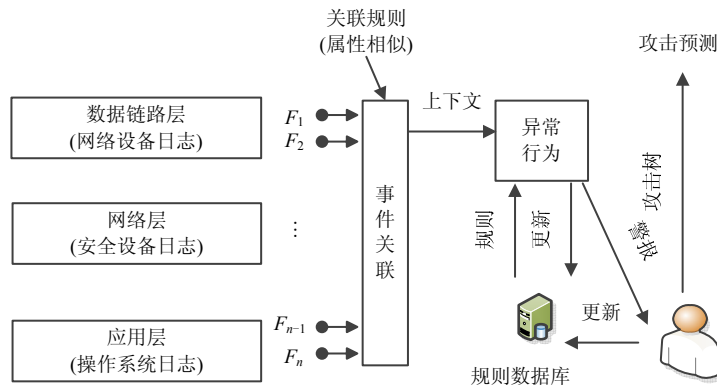 关联规则
(属性相似)
攻击预测
数据链路层
(网络设备日志)
F1
F2
上下文
异常
行为
网络层
(安全设备日志)
⋮
事件关联
规则
更新
报警
攻击树
应用层
(操作系统日志)
Fn−1
Fn
更新
规则数据库